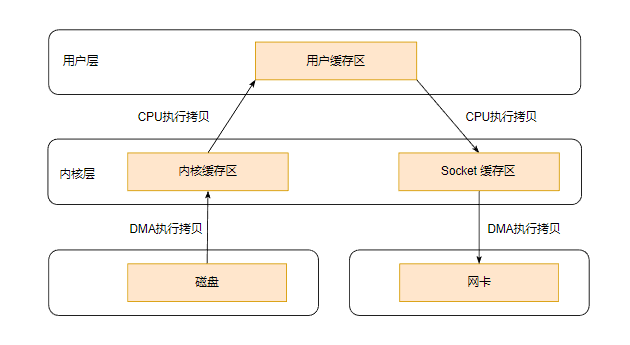 用户层
用户缓存区
CPU执行拷贝
CPU执行拷贝
内核层
内核缓存区
Socket 缓存区
DMA执行拷贝
DMA执行拷贝
磁盘
网卡